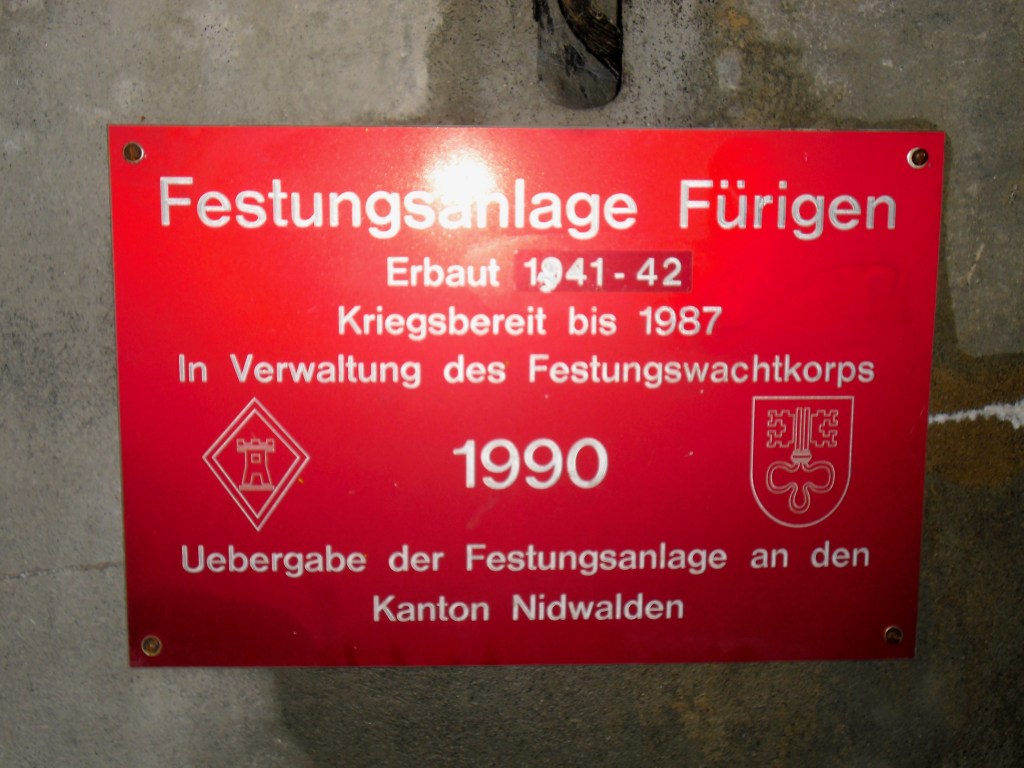 Festungsanlage Fürigen
Erbaut 1941-42
Kriegsbereit bis 1987
In Verwaltung des Festungswachtkorps
1990
Uebergabe der Festungsanlage an den
Kanton Nidwalden